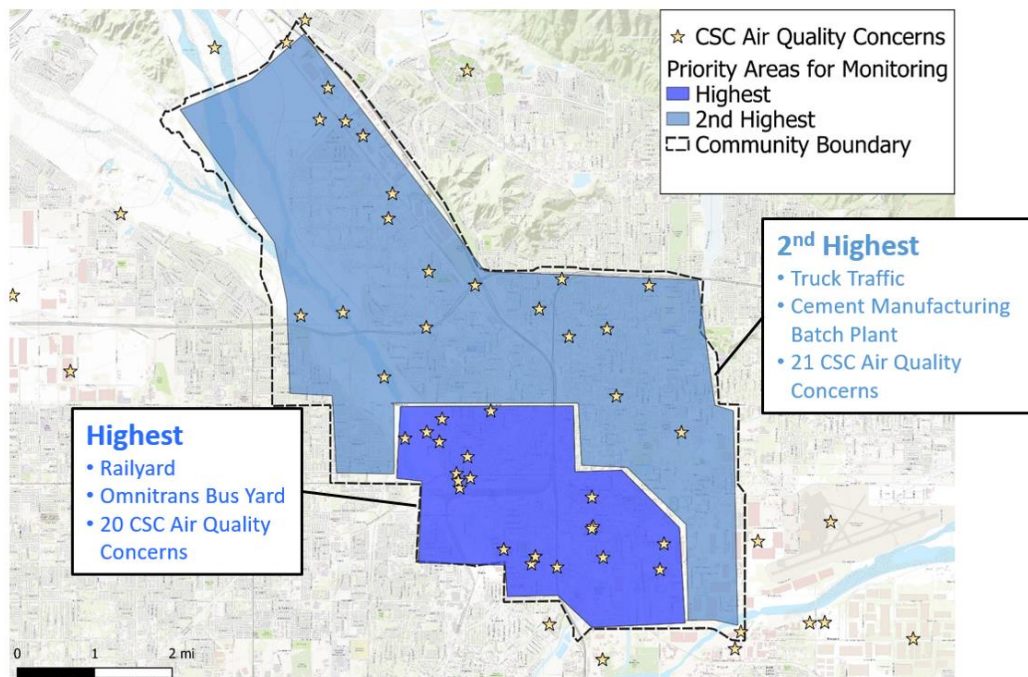 CSC Air Quality Concerns
Priority Areas for Monitoring
Highest
2nd Highest
Community Boundary
2nd Highest
• Truck Traffic
• Cement Manufacturing
Batch Plant
• 21 CSC Air Quality
Concerns
Highest
• Railyard
• Omnitrans Bus Yard
• 20 CSC Air Quality
Concerns
0 1 2 mi